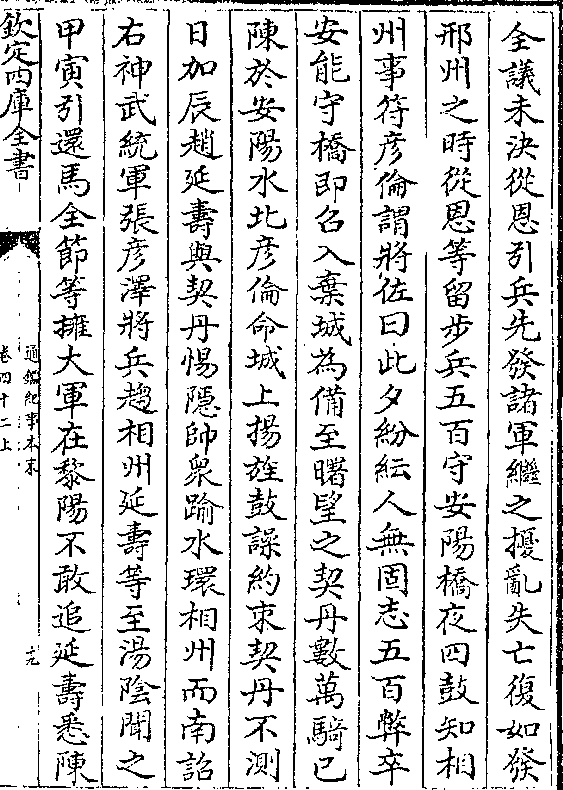 全議未決從恩引兵先發諸軍繼之擾亂失亡復如發
邢州之時從恩等留步兵五百守安陽橋夜四鼓知相
州事符彦倫謂將佐曰此夕紛紜人無固志五百弊卒
安能守橋即召入乗城為備至曙望之契丹數萬騎已
陳於安陽水北彦倫命城上揚旌鼓譟約束契丹不測
日加辰趙延壽與契丹惕隠帥衆踰水環相州而南詔
右神武統軍張彦澤將兵趨相州延壽等至湯陰聞之
甲寅引還馬全節等擁大軍在黎陽不敢追延壽悉陳
欽定四庫全書
通鑑紀事本末
卷四十二上
十九